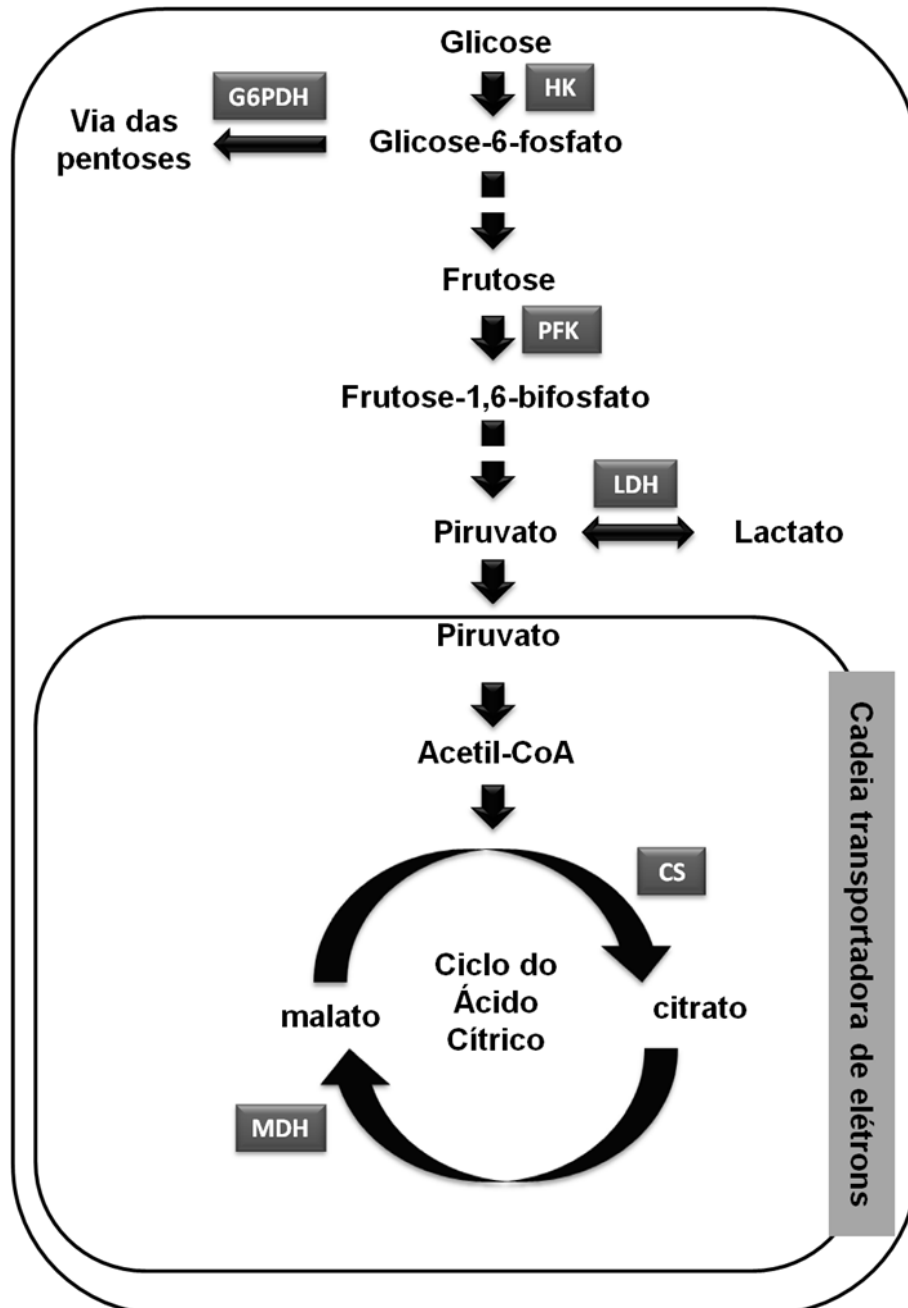 Glicose
HK
G6PDH
Via das
pentoses
Glicose-6-fosfato
Frutose
PFK
Frutose-1,6-bifosfato
LDH
Piruvato
Lactato
Piruvato
Acetil-CoA
CS
Ciclo do
Ácido
Cítrico
malato
citrato
MDH
Cadeia transportadora de elétrons